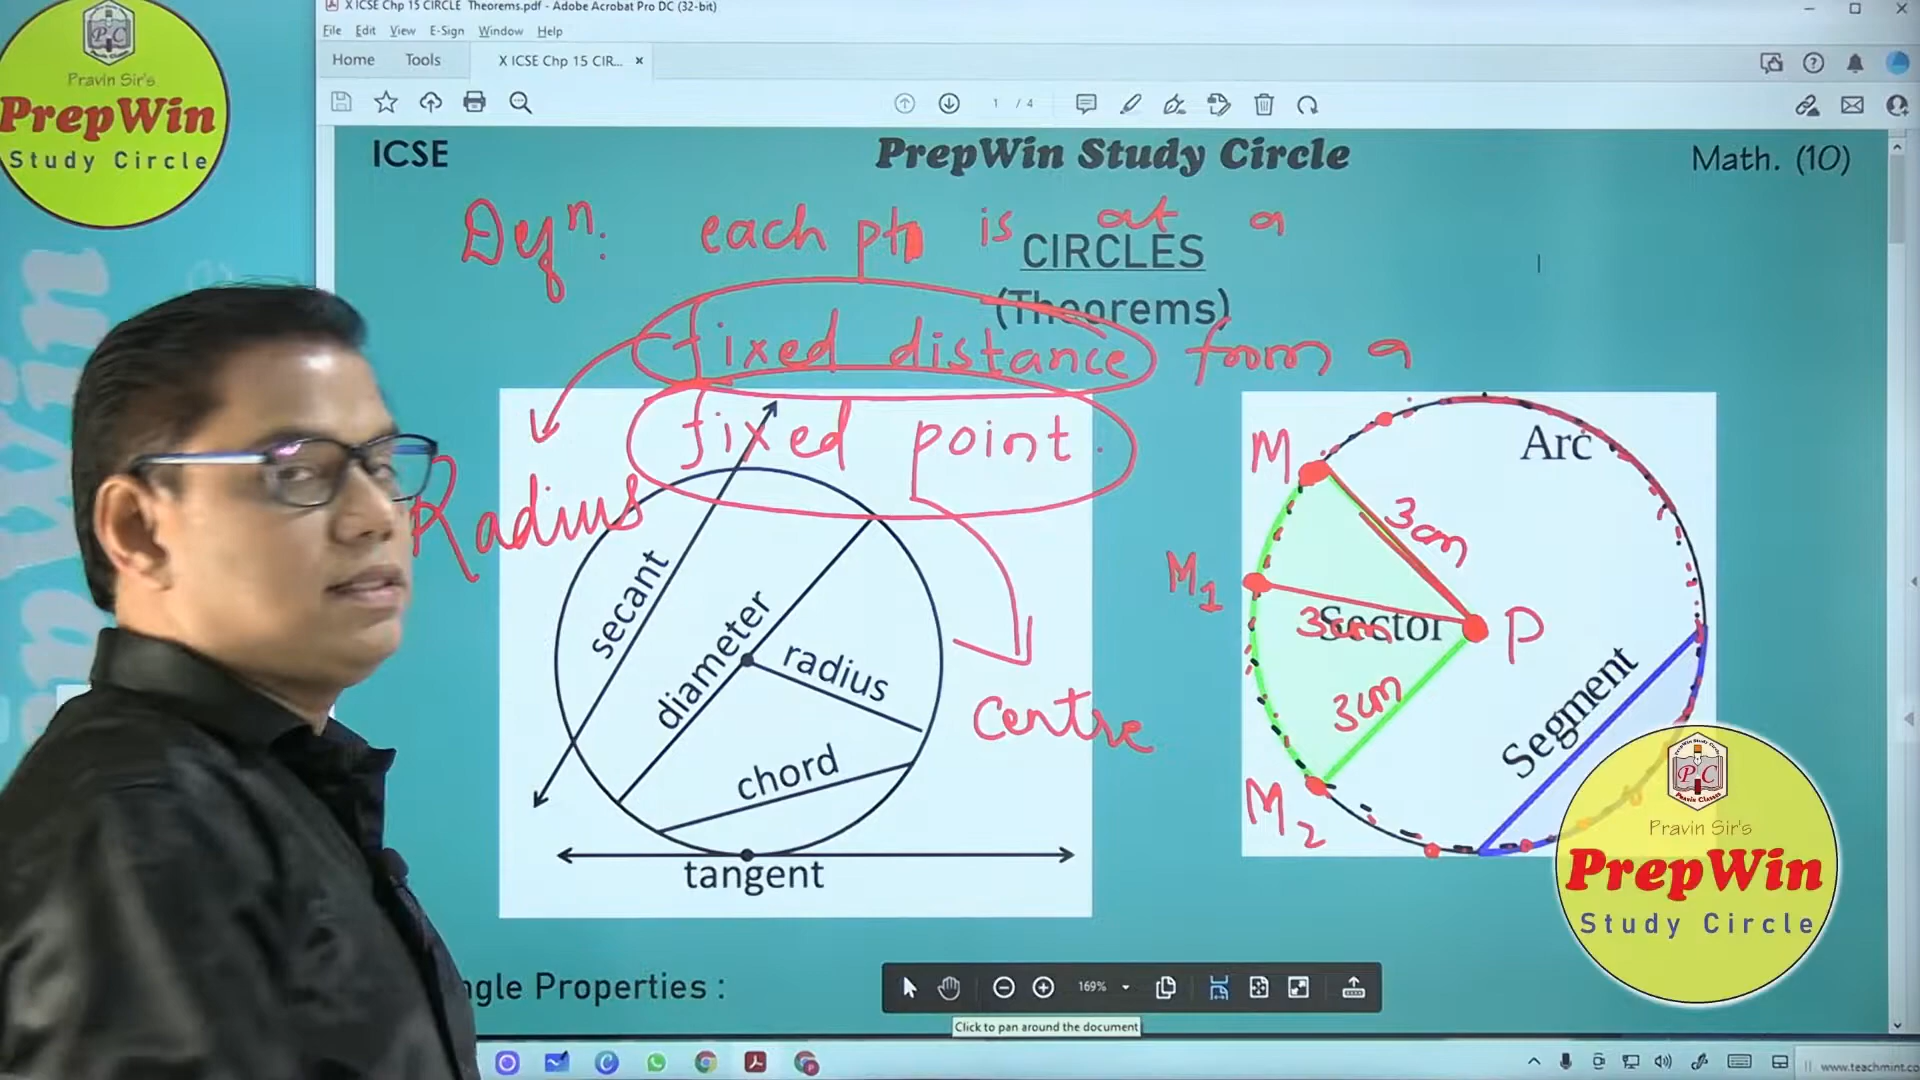 X ICSE Chp 15 CIRCLE Theorems.pdf - Adobe Acrobat Pro DC (32-bit)
File Edit View E-Sign Window Help
Home Tools X ICSE Chp 15 CIR... ×
1 / 4
Pravin Sir's
PrepWin
Study Circle
ICSE PrepWin Study Circle Math. (10)
Defⁿ: each pt is at a
CIRCLES
(Theorems)
fixed distance from a
fixed point.
Radius
Centre
secant
diameter
radius
chord
tangent
Arc
M
3cm
M1
3cm
Sector
P
3cm
M2
Segment
PC
Pravin Sir's
PrepWin
Study Circle
ngle Properties :
169%
Click to pan around the document
www.teachmint.co